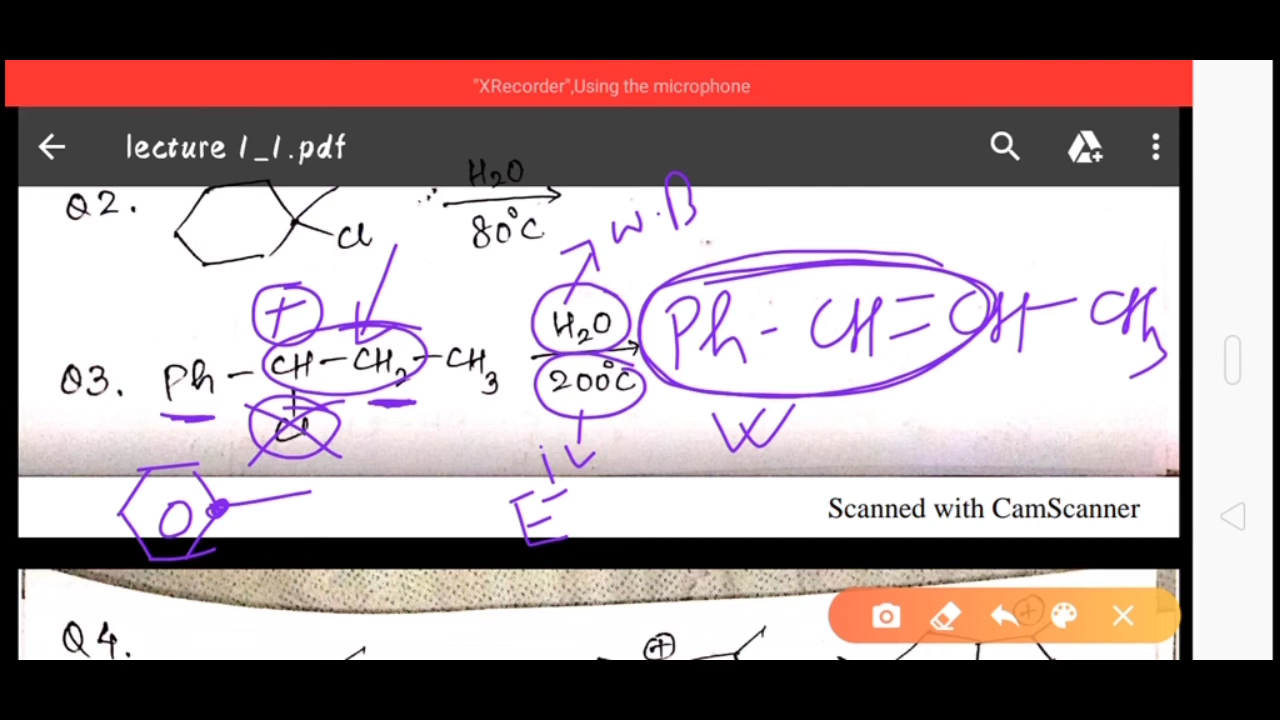 "XRecorder",Using the microphone
lecture 1_1.pdf
Q2.
Cl
H₂O
80°C
W.B
+
Q3. Ph - CH - CH₂ - CH₃
Cl
H₂O
200°C
Ph - CH = CH - CH₃
E
Scanned with CamScanner
Q4.
+
+